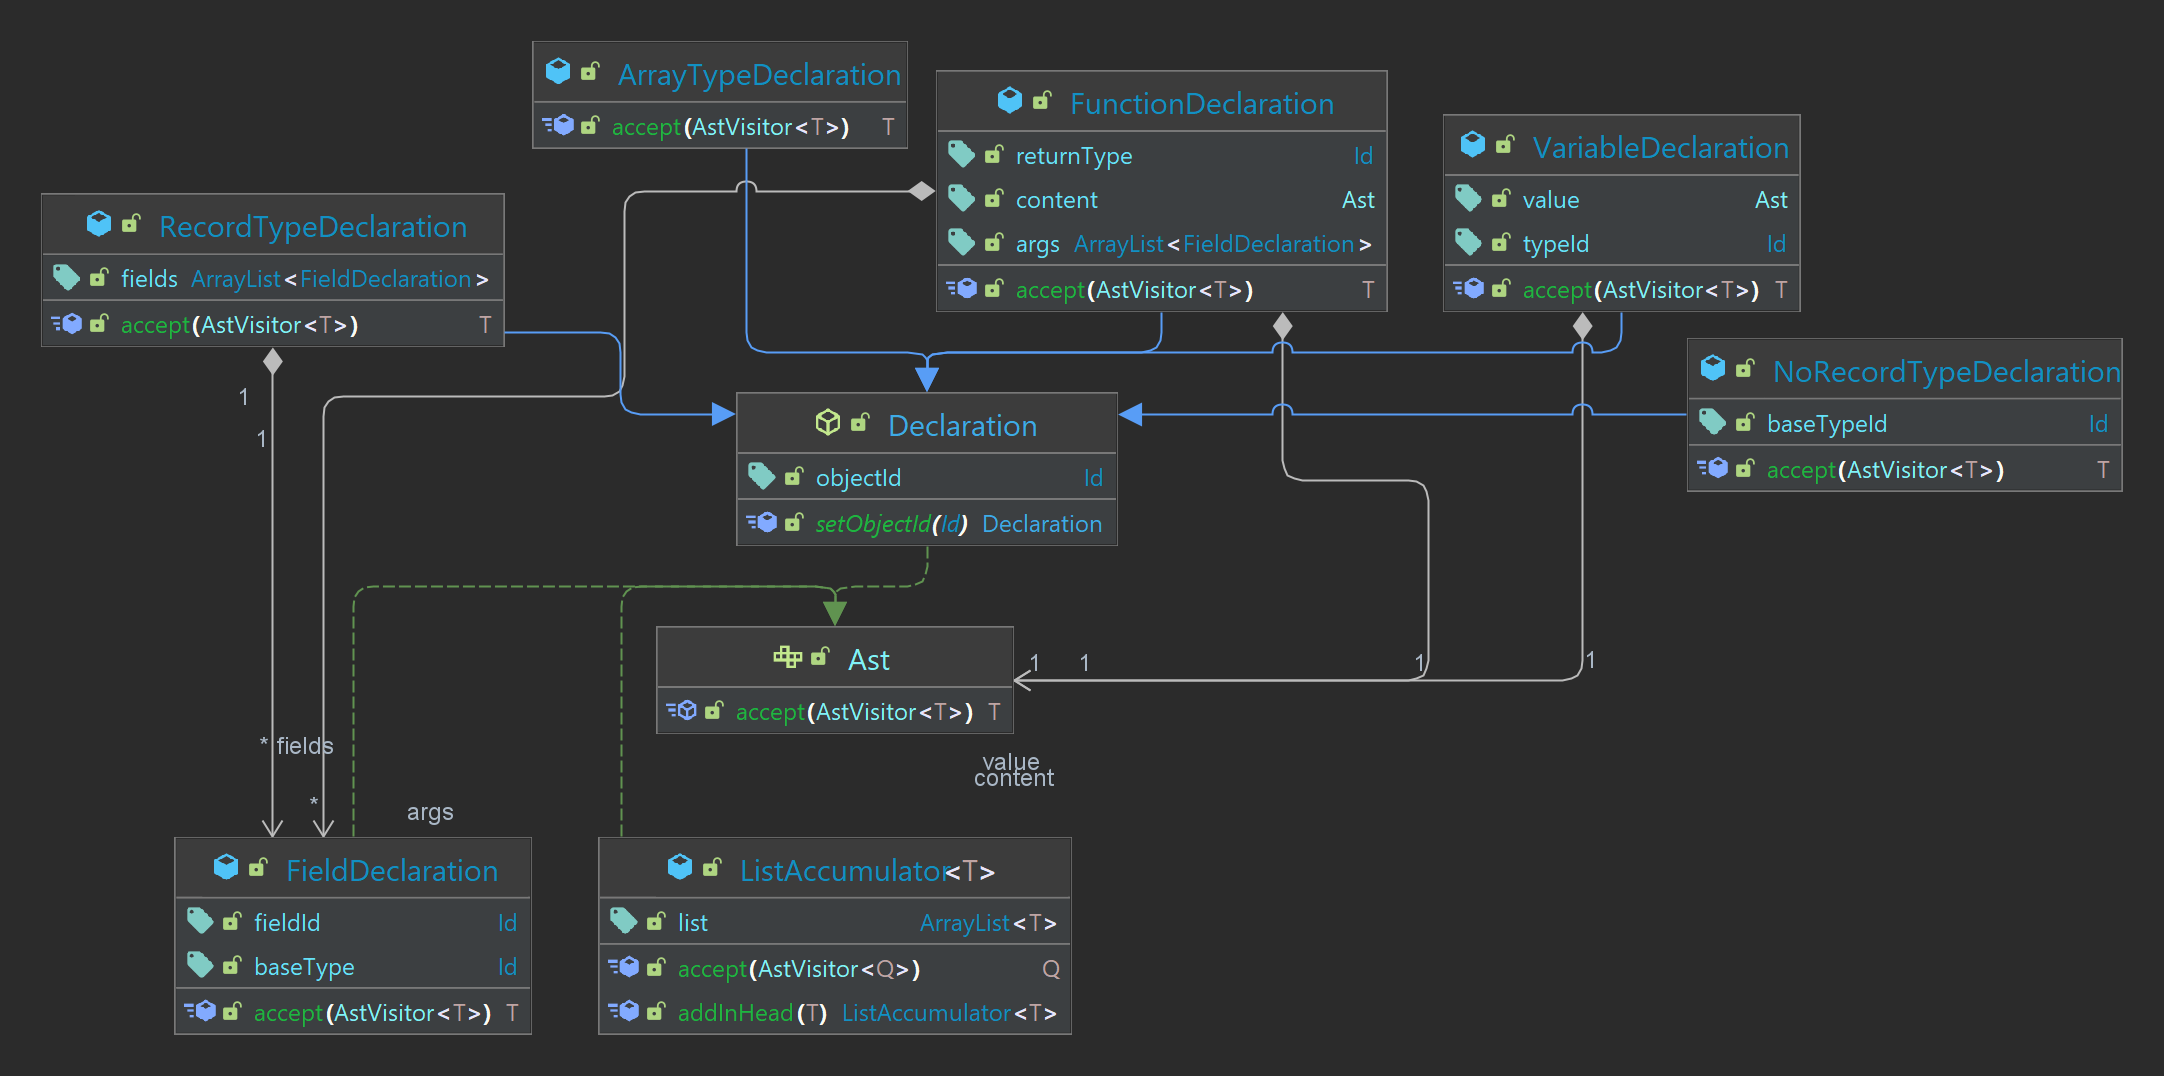 ArrayTypeDeclaration
accept(AstVisitor<T>) T
FunctionDeclaration
returnType Id
content Ast
args ArrayList<FieldDeclaration>
accept(AstVisitor<T>) T
VariableDeclaration
value Ast
typeId Id
accept(AstVisitor<T>) T
RecordTypeDeclaration
fields ArrayList<FieldDeclaration>
accept(AstVisitor<T>) T
NoRecordTypeDeclaration
baseTypeId Id
accept(AstVisitor<T>) T
1
1
Declaration
objectId Id
setObjectId(Id) Declaration
Ast
accept(AstVisitor<T>) T
1 1 1 1
* fields
value
content
*
args
FieldDeclaration
fieldId Id
baseType Id
accept(AstVisitor<T>) T
ListAccumulator<T>
list ArrayList<T>
accept(AstVisitor<Q>) Q
addInHead(T) ListAccumulator<T>